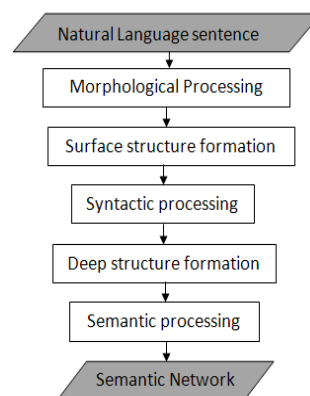 Natural Language sentence
Morphological Processing
Surface structure formation
Syntactic processing
Deep structure formation
Semantic processing
Semantic Network